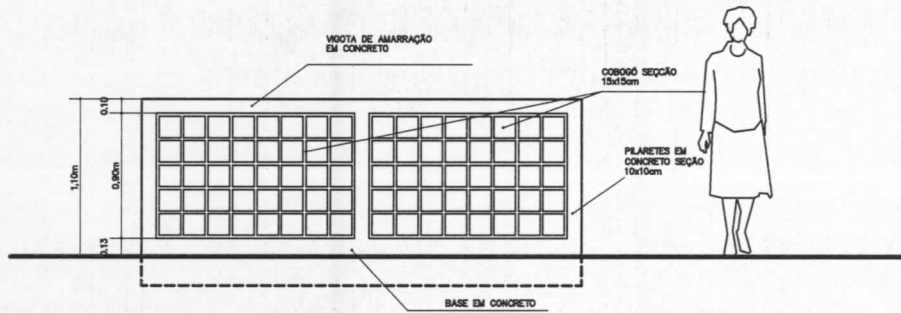 VIGOTA DE AMARRAÇÃO
EM CONCRETO
COBOGÓ SECÇÃO
15x15cm
PILARETES EM
CONCRETO SEÇÃO
10x10cm
1,10m
0.10
0,90m
0.13
BASE EM CONCRETO